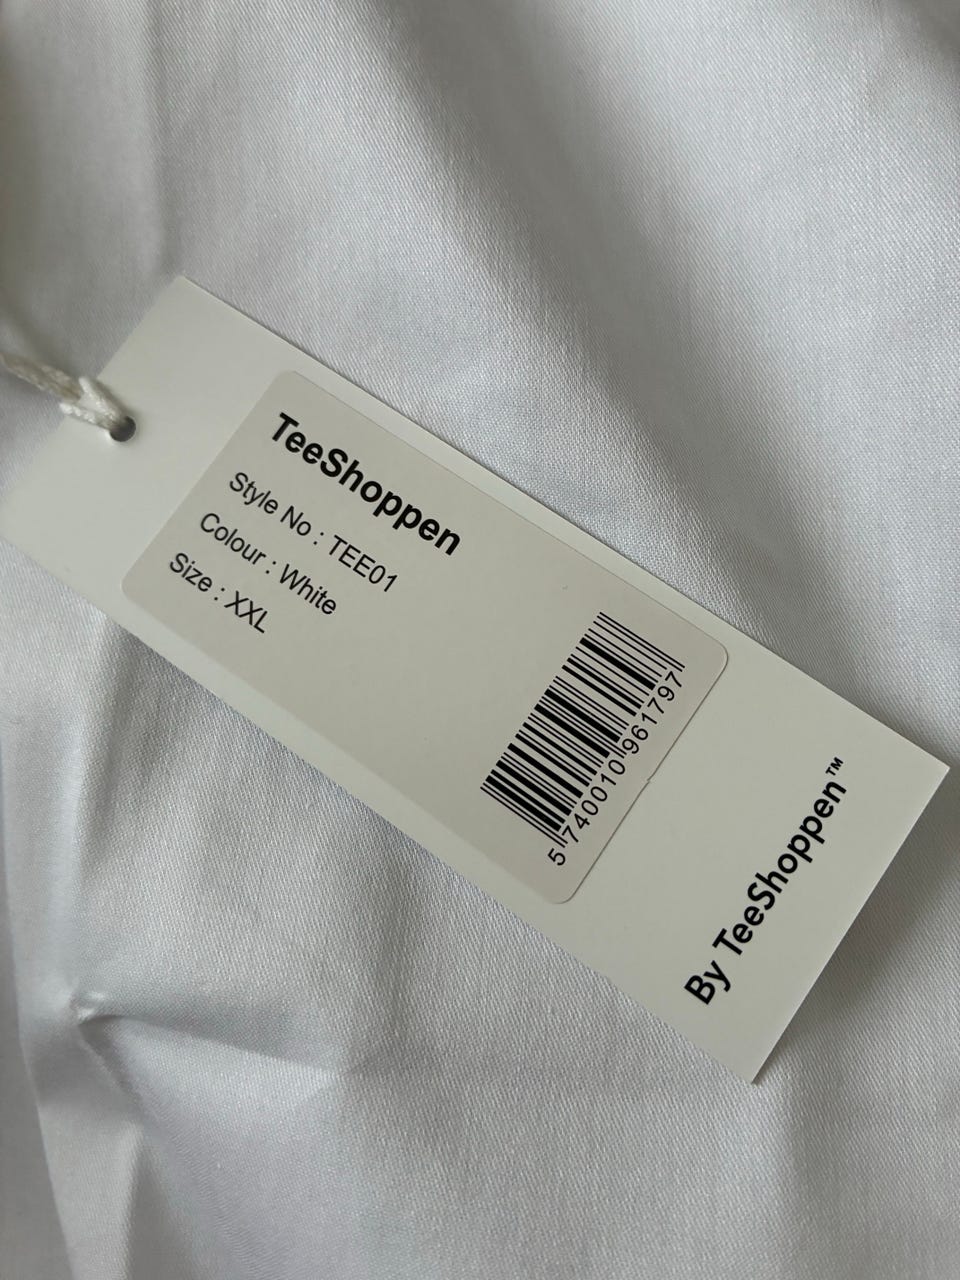 TeeShoppen
Style No : TEE01
Colour : White
Size : XXL
5 740010 961797
By TeeShoppen™